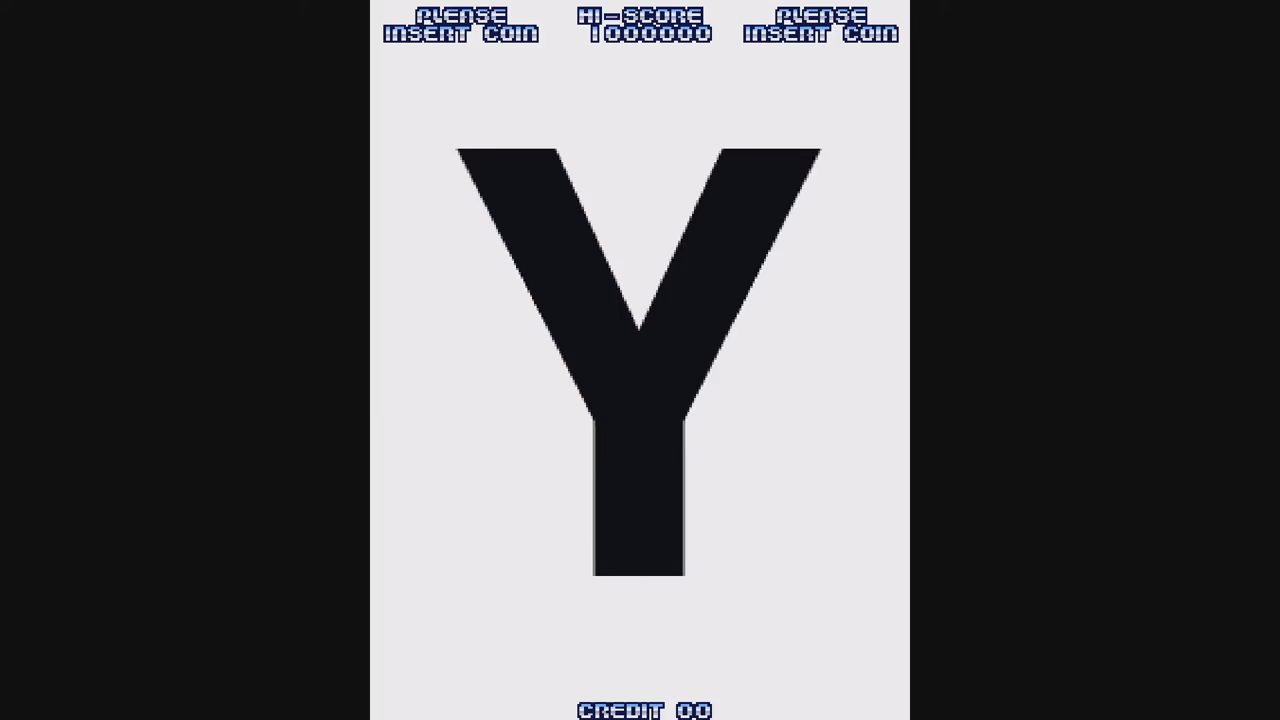 PLEASE HI-SCORE PLEASE
INSERT COIN 1000000 INSERT COIN
Y
CREDIT 00